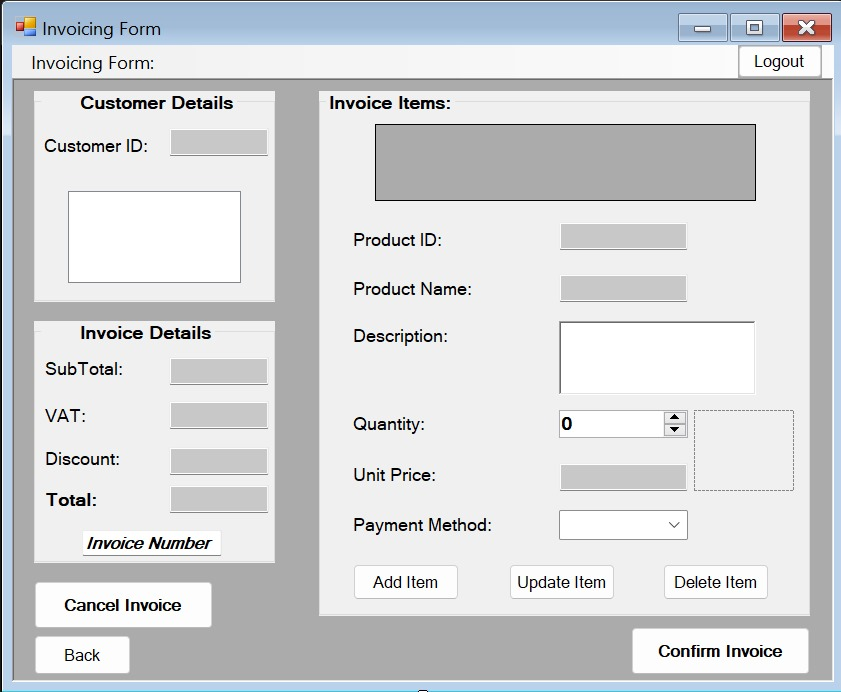 Invoicing Form
Invoicing Form:
Logout
Customer Details
Customer ID:
Invoice Details
SubTotal:
VAT:
Discount:
Total:
Invoice Number
Cancel Invoice
Back
Invoice Items:
Product ID:
Product Name:
Description:
Quantity:
0
Unit Price:
Payment Method:
Add Item
Update Item
Delete Item
Confirm Invoice